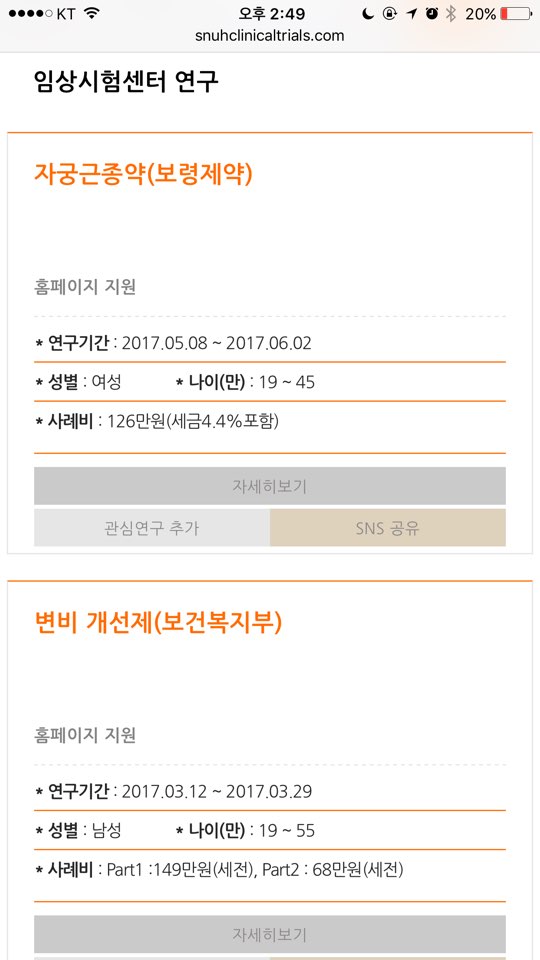 KT 오후 2:49 20%
snuhclinicaltrials.com
임상시험센터 연구
자궁근종약(보령제약)
홈페이지 지원
* 연구기간 : 2017.05.08 ~ 2017.06.02
* 성별 : 여성 * 나이(만) : 19 ~ 45
* 사례비 : 126만원(세금4.4%포함)
자세히보기
관심연구 추가 SNS 공유
변비 개선제(보건복지부)
홈페이지 지원
* 연구기간 : 2017.03.12 ~ 2017.03.29
* 성별 : 남성 * 나이(만) : 19 ~ 55
* 사례비 : Part1 :149만원(세전), Part2 : 68만원(세전)
자세히보기